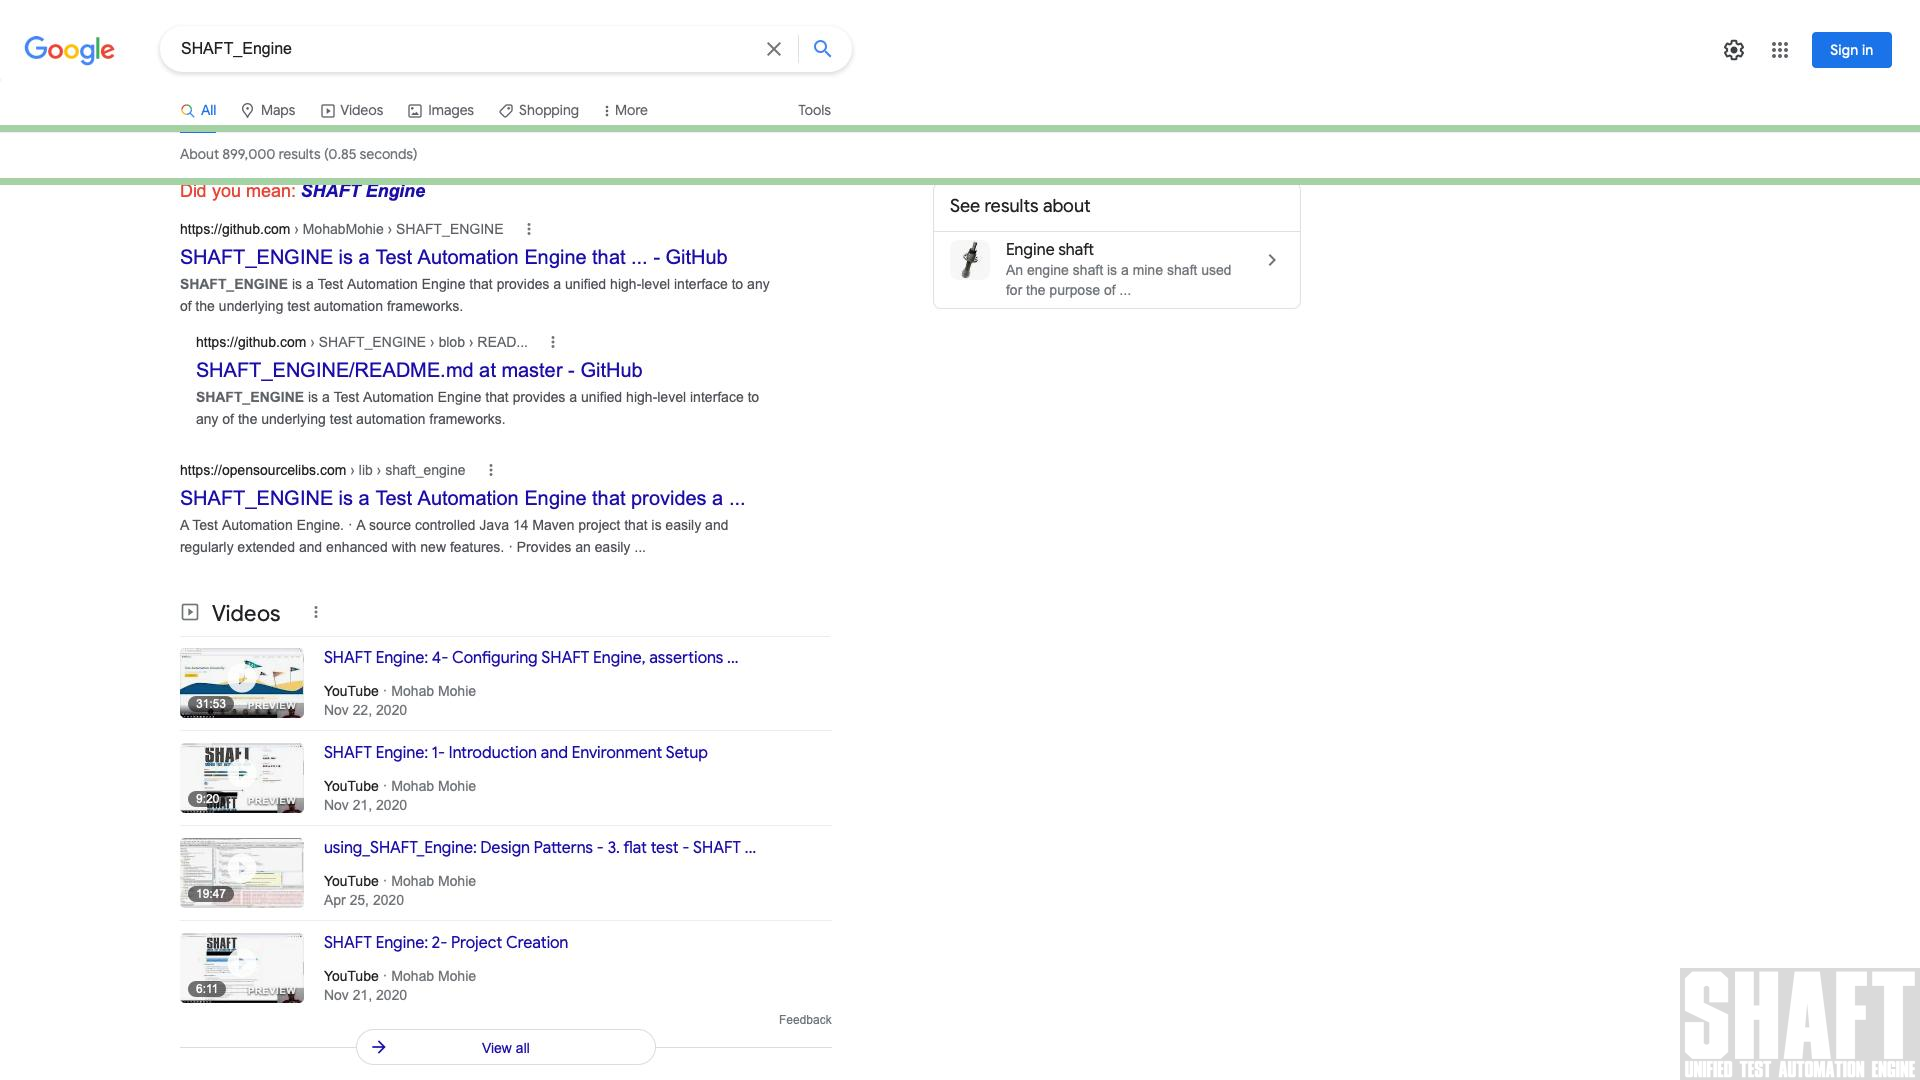 Google
SHAFT_Engine
Sign in
All
Maps
Videos
Images
Shopping
More
Tools
About 899,000 results (0.85 seconds)
Did you mean: SHAFT Engine
https://github.com › MohabMohie › SHAFT_ENGINE
SHAFT_ENGINE is a Test Automation Engine that ... - GitHub
SHAFT_ENGINE is a Test Automation Engine that provides a unified high-level interface to any
of the underlying test automation frameworks.
https://github.com › SHAFT_ENGINE › blob › READ...
SHAFT_ENGINE/README.md at master - GitHub
SHAFT_ENGINE is a Test Automation Engine that provides a unified high-level interface to
any of the underlying test automation frameworks.
https://opensourcelibs.com › lib › shaft_engine
SHAFT_ENGINE is a Test Automation Engine that provides a ...
A Test Automation Engine. · A source controlled Java 14 Maven project that is easily and
regularly extended and enhanced with new features. · Provides an easily ...
Videos
31:53
PREVIEW
SHAFT Engine: 4- Configuring SHAFT Engine, assertions ...
YouTube · Mohab Mohie
Nov 22, 2020
SHAFT
9:20
PREVIEW
SHAFT Engine: 1- Introduction and Environment Setup
YouTube · Mohab Mohie
Nov 21, 2020
19:47
using_SHAFT_Engine: Design Patterns - 3. flat test - SHAFT ...
YouTube · Mohab Mohie
Apr 25, 2020
SHAFT
6:11
PREVIEW
SHAFT Engine: 2- Project Creation
YouTube · Mohab Mohie
Nov 21, 2020
Feedback
View all
See results about
Engine shaft
An engine shaft is a mine shaft used
for the purpose of ...
SHAFT
UNIFIED TEST AUTOMATION ENGINE